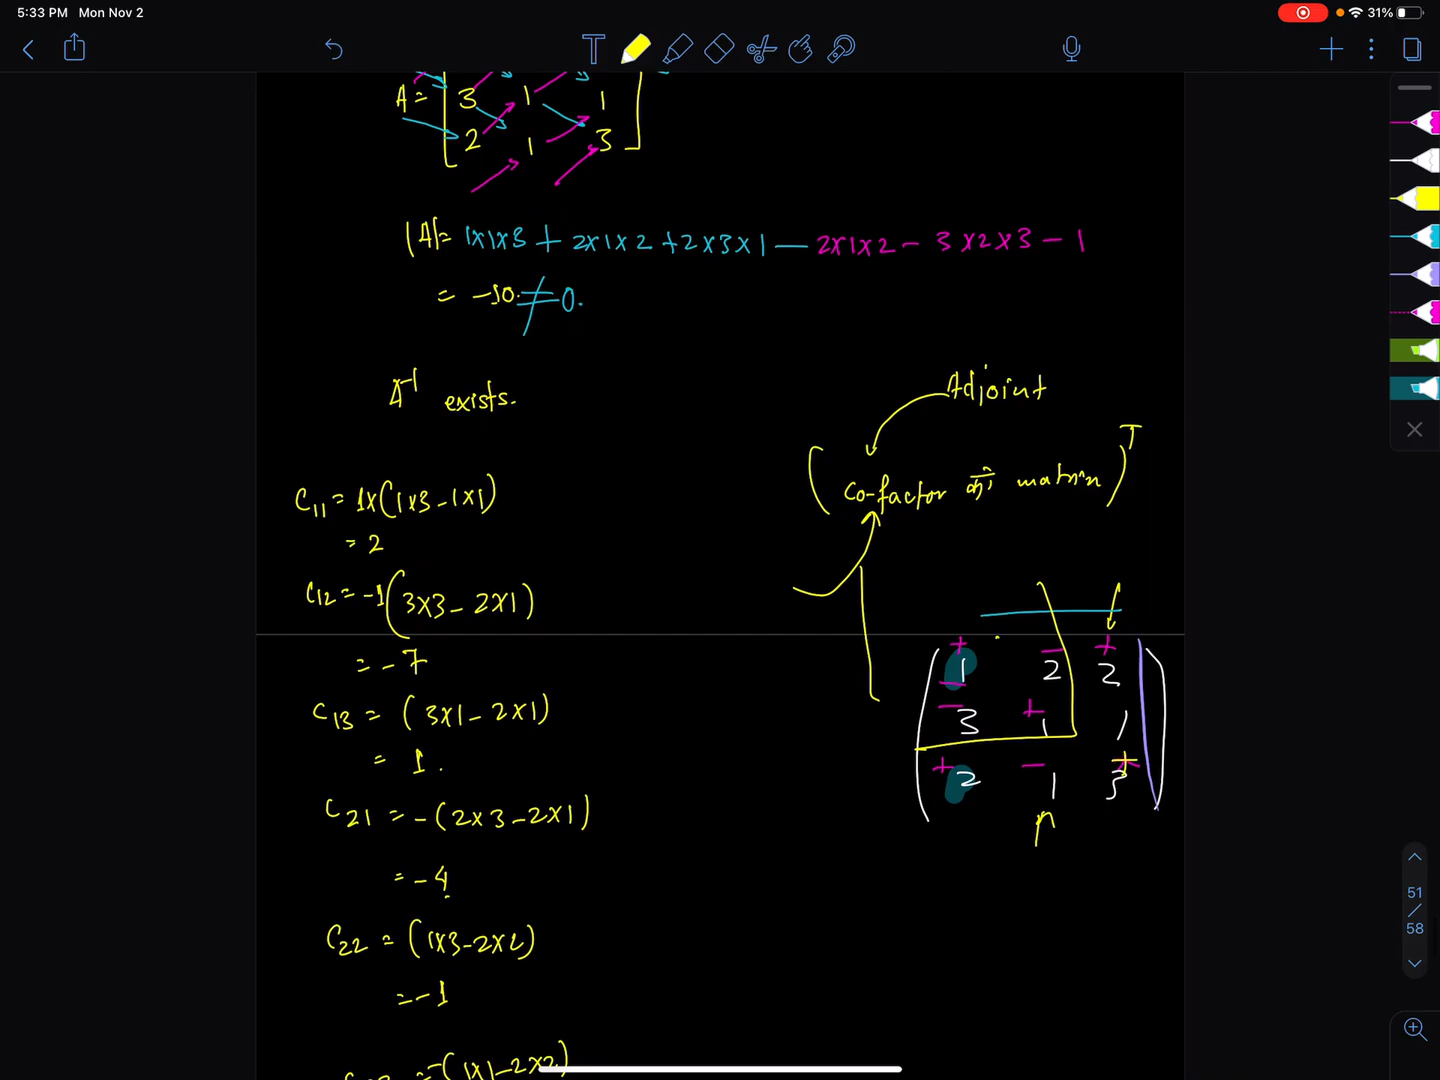 5:33 PM Mon Nov 2
31%
A = [ 3 1 1
2 1 3 ]
|A| = 1x1x3 + 2x1x2 + 2x3x1 — 2x1x2 - 3x2x3 - 1
= -10. ≠ 0.
A⁻¹ exists.
Adjoint
(Co-factor matrix)ᵀ
C11 = 1x(1x3-1x1)
= 2
C12 = -1(3x3-2x1)
= -7
C13 = (3x1-2x1)
= 1.
C21 = -(2x3-2x1)
= -4
C22 = (1x3-2x2)
= -1
=-(1x1-2x2)
+ - +
1 2 2
- +
3 1 1
+ - +
2 1 3
51
58